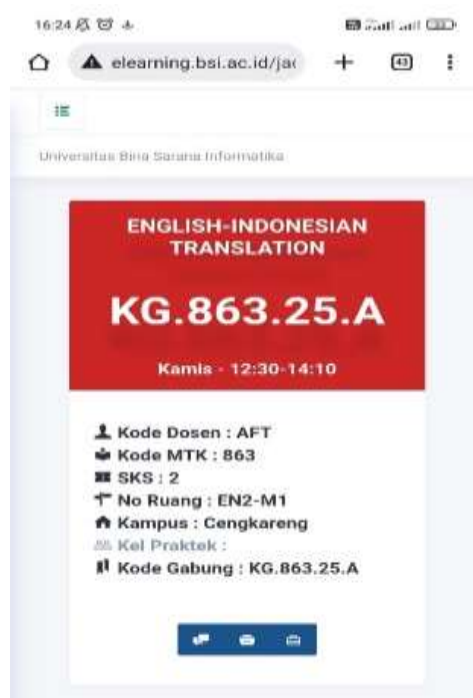 16:24
elearning.bsi.ac.id/jac
43
Universitas Bina Sarana Informatika
ENGLISH-INDONESIAN
TRANSLATION
KG.863.25.A
Kamis - 12:30-14:10
Kode Dosen : AFT
Kode MTK : 863
SKS : 2
No Ruang : EN2-M1
Kampus : Cengkareng
Kel Praktek :
Kode Gabung : KG.863.25.A